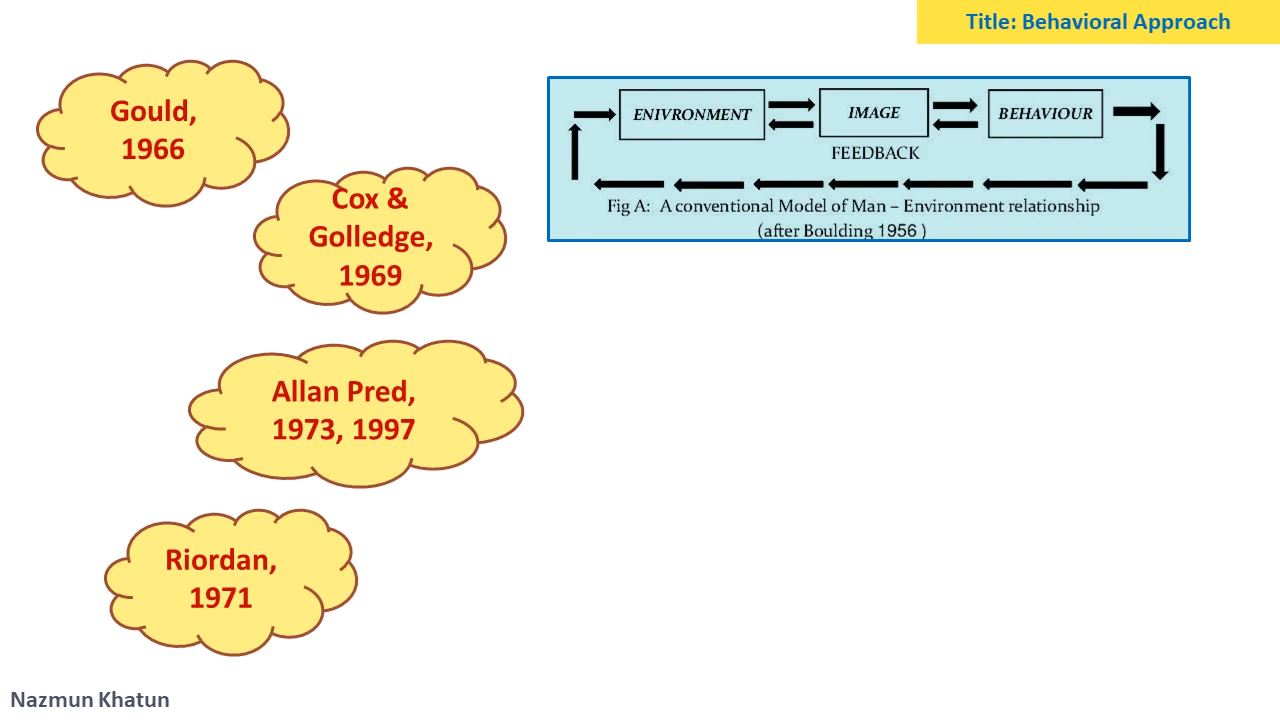 Title: Behavioral Approach
Gould,
1966
Cox &
Golledge,
1969
Allan Pred,
1973, 1997
Riordan,
1971
ENIVRONMENT
IMAGE
BEHAVIOUR
FEEDBACK
Fig A: A conventional Model of Man – Environment relationship
(after Boulding 1956 )
Nazmun Khatun